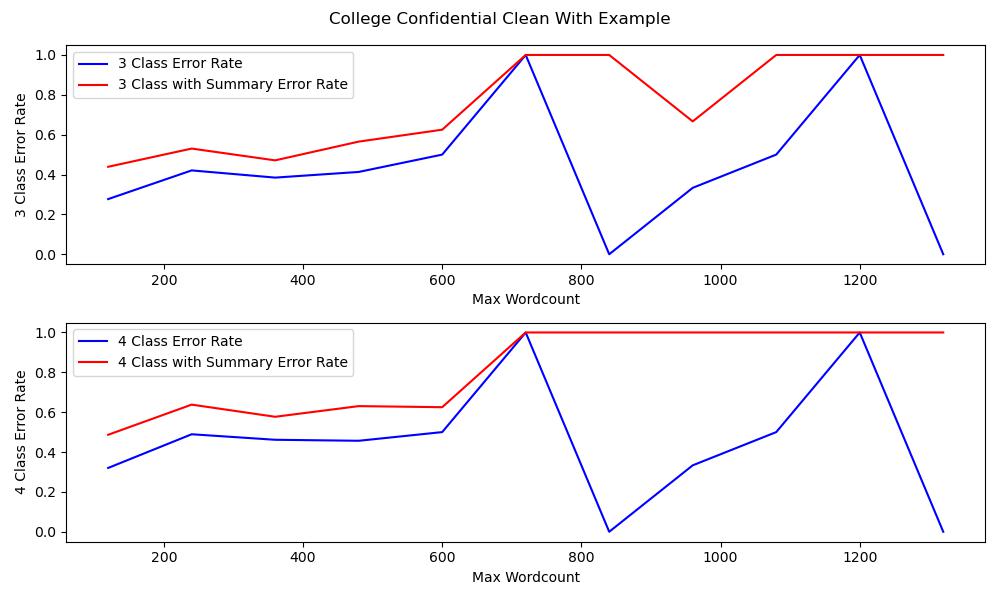 College Confidential Clean With Example
3 Class Error Rate
3 Class with Summary Error Rate
3 Class Error Rate
1.0
0.8
0.6
0.4
0.2
0.0
200
400
600
800
1000
1200
Max Wordcount
4 Class Error Rate
4 Class with Summary Error Rate
4 Class Error Rate
1.0
0.8
0.6
0.4
0.2
0.0
200
400
600
800
1000
1200
Max Wordcount